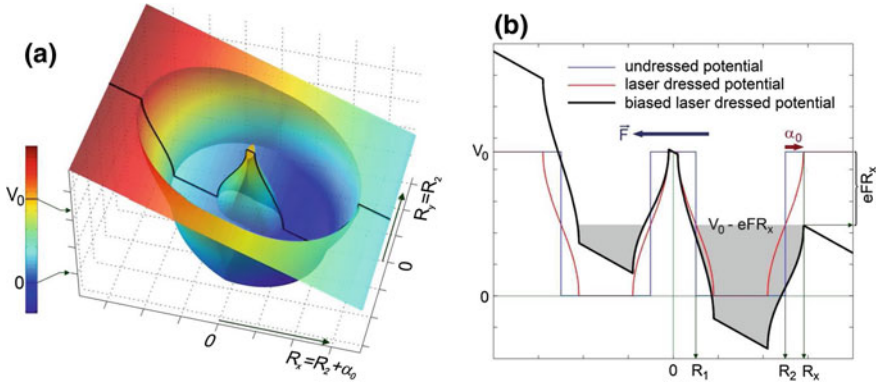 (a)
V₀
0
0
Rₓ=R₂+α₀
0
R_y=R₂
(b)
undressed potential
laser dressed potential
biased laser dressed potential
V₀
F⃗
α₀
eFRₓ
V₀ - eFRₓ
0
0 R₁ R₂ Rₓ